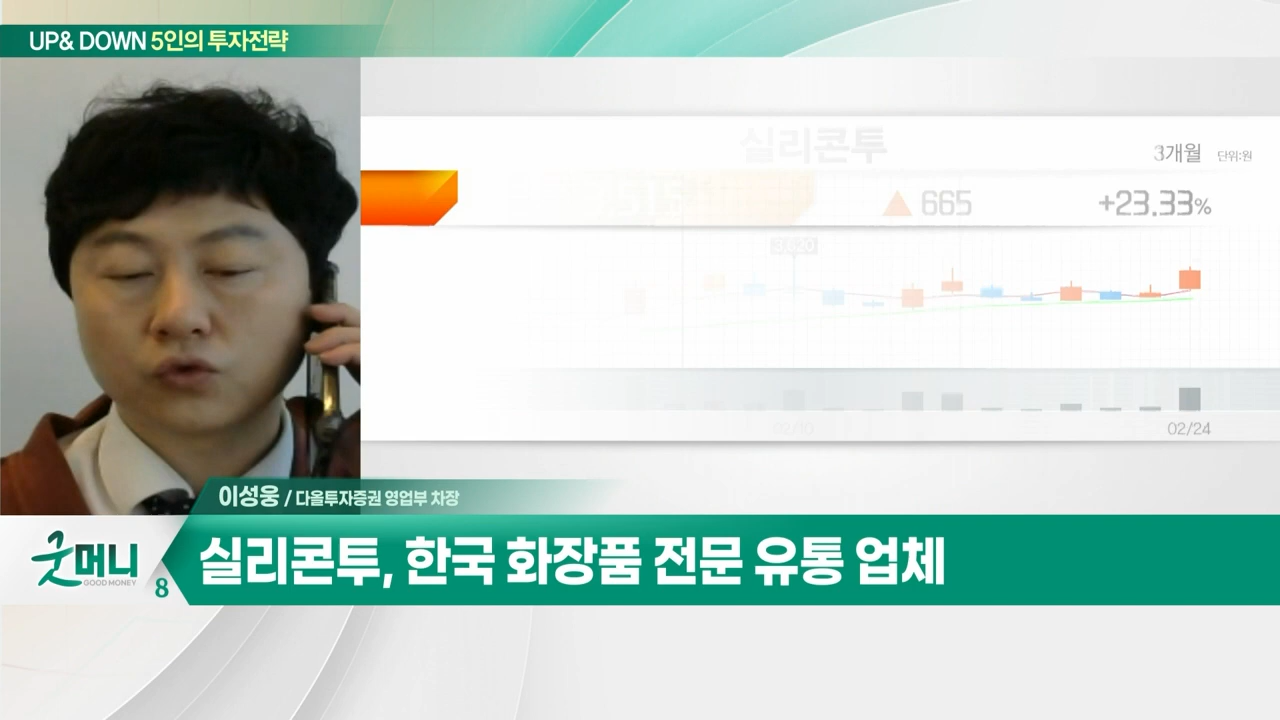 UP& DOWN 5인의 투자전략
실리콘투
3개월 단위:원
▲ 665 +23.33%
3,820
02/10 02/24
이성웅 / 다올투자증권 영업부 차장
굿머니
GOOD MONEY
8
실리콘투, 한국 화장품 전문 유통 업체